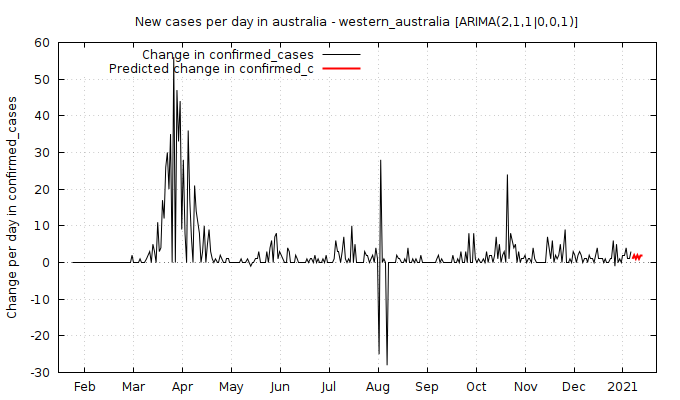 New cases per day in australia - western_australia [ARIMA(2,1,1|0,0,1)]
Change in confirmed_cases
Predicted change in confirmed_c
Change per day in confirmed_cases
60
50
40
30
20
10
0
-10
-20
-30
Feb Mar Apr May Jun Jul Aug Sep Oct Nov Dec 2021